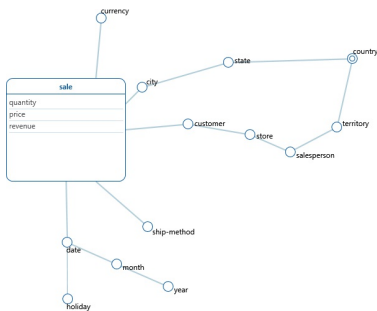 currency
state
country
city
sale
quantity
price
revenue
customer
store
territory
salesperson
ship-method
date
month
year
holiday